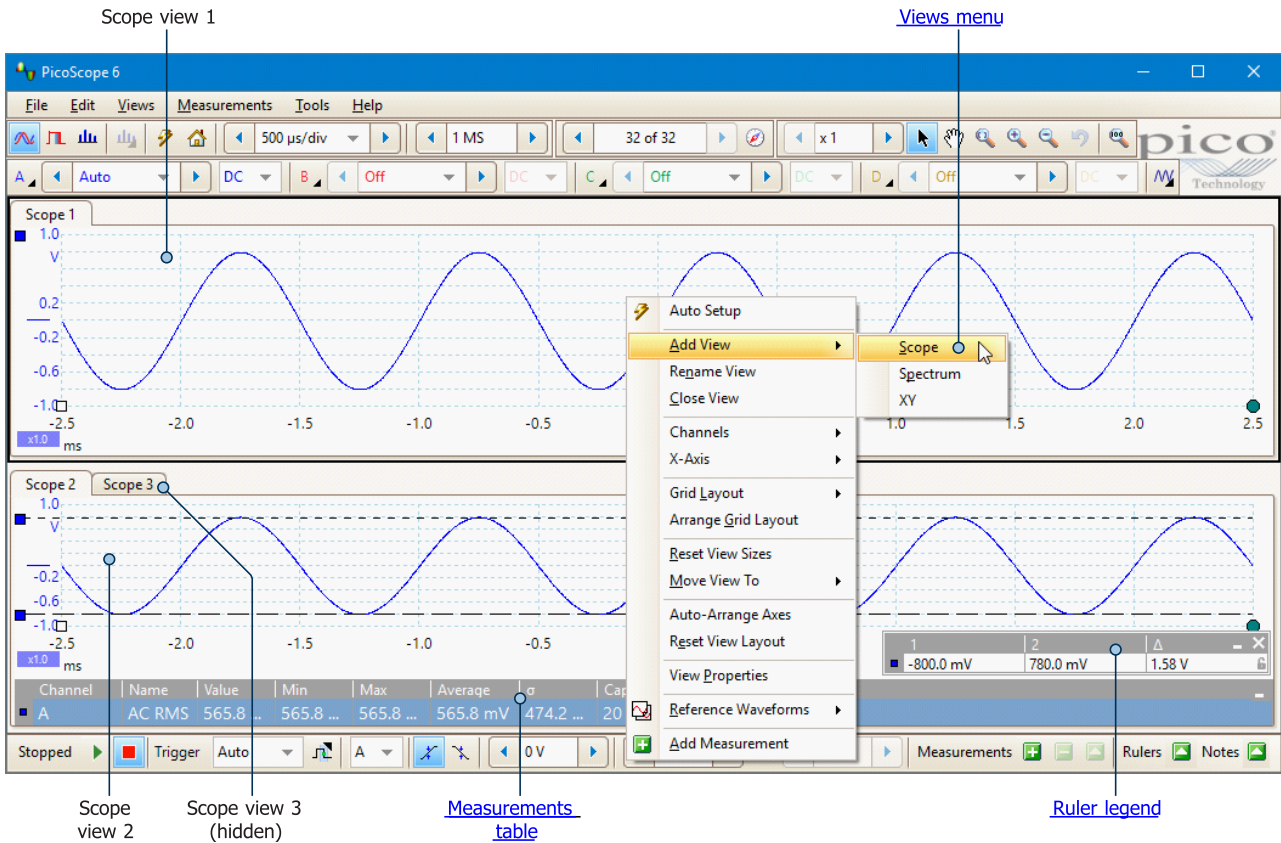 Scope view 1
Views menu
PicoScope 6
File Edit Views Measurements Tools Help
500 µs/div 1 MS 32 of 32 x 1
pico
Technology
A Auto DC B Off DC C Off DC D Off DC
Scope 1
1.0
V
0.2
-0.2
-0.6
-1.0
-2.5 -2.0 -1.5 -1.0 -0.5 1.0 1.5 2.0 2.5
x1.0 ms
Auto Setup
Add View
Rename View
Close View
Channels
X-Axis
Grid Layout
Arrange Grid Layout
Reset View Sizes
Move View To
Auto-Arrange Axes
Reset View Layout
View Properties
Reference Waveforms
Add Measurement
Scope
Spectrum
XY
Scope 2 Scope 3
1.0
V
-0.2
-0.6
-1.0
-2.5 -2.0 -1.5 -1.0 -0.5
x1.0 ms
1 2 Δ
-800.0 mV 780.0 mV 1.58 V
Channel Name Value Min Max Average σ Cap
A AC RMS 565.8 ... 565.8 ... 565.8 ... 565.8 mV 474.2 ... 20
Stopped Trigger Auto A 0 V Measurements Rulers Notes
Scope view 2
Scope view 3 (hidden)
Measurements table
Ruler legend